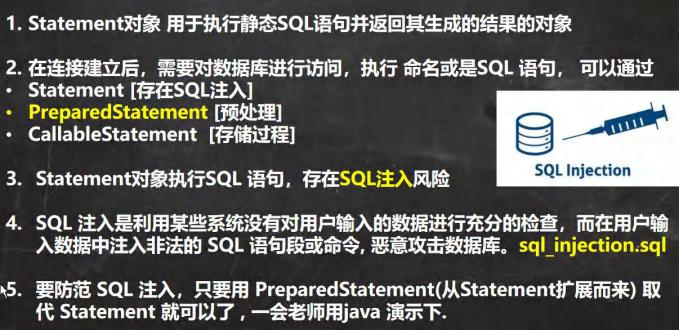 1. Statement对象 用于执行静态SQL语句并返回其生成的结果的对象
2. 在连接建立后，需要对数据库进行访问，执行 命名或是SQL 语句， 可以通过
• Statement [存在SQL注入]
• PreparedStatement [预处理]
• CallableStatement [存储过程]
SQL Injection
3. Statement对象执行SQL 语句，存在SQL注入风险
4. SQL 注入是利用某些系统没有对用户输入的数据进行充分的检查，而在用户输
入数据中注入非法的 SQL 语句段或命令, 恶意攻击数据库。sql_injection.sql
5. 要防范 SQL 注入，只要用 PreparedStatement(从Statement扩展而来) 取
代 Statement 就可以了 , 一会老师用java 演示下.